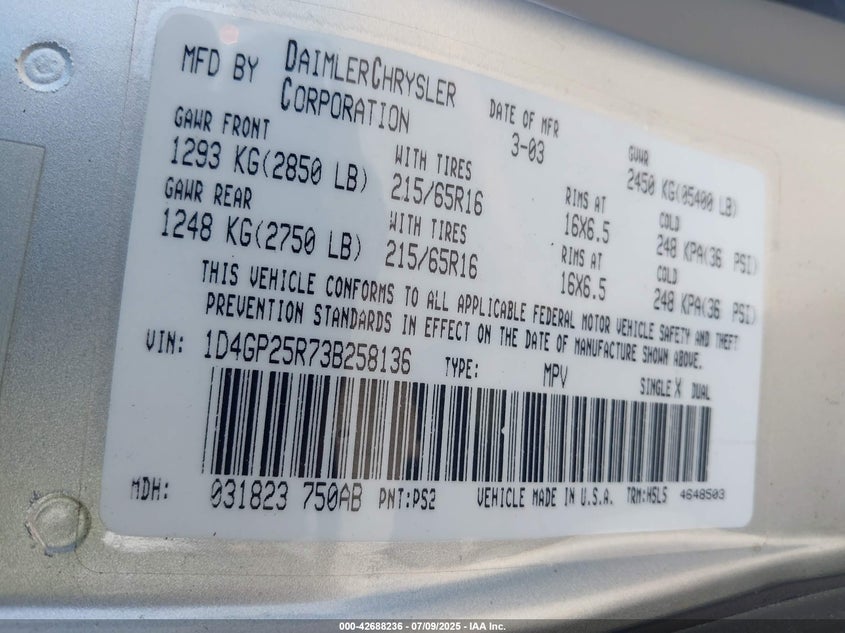 MFD BY DAIMLERCHRYSLER CORPORATION
DATE OF MFR 3-03
GVWR 2450 KG(05400 LB)
GAWR FRONT
1293 KG(2850 LB) WITH TIRES 215/65R16 RIMS AT 16X6.5 COLD 248 KPA(36 PSI)
GAWR REAR
1248 KG(2750 LB) WITH TIRES 215/65R16 RIMS AT 16X6.5 COLD 248 KPA(36 PSI)
THIS VEHICLE CONFORMS TO ALL APPLICABLE FEDERAL MOTOR VEHICLE SAFETY AND THEFT
PREVENTION STANDARDS IN EFFECT ON THE DATE OF MANUFACTURE SHOWN ABOVE.
VIN: 1D4GP25R73B258136 TYPE: MPV SINGLE X DUAL
MDH: 031823 750AB PNT:PS2 VEHICLE MADE IN U.S.A. TRM:H5L5 4648503
000-42688236 | 07/09/2025 | IAA Inc.